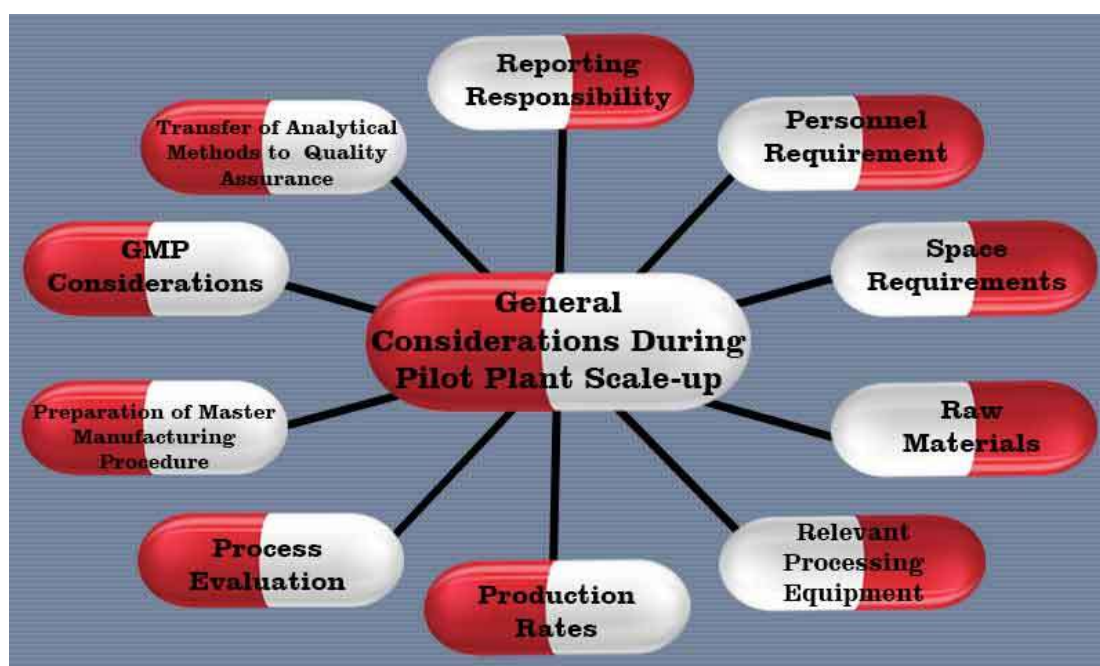 Reporting
Responsibility
Transfer of Analytical
Methods to Quality
Assurance
Personnel
Requirement
GMP
Considerations
Space
Requirements
General
Considerations During
Pilot Plant Scale-up
Preparation of Master
Manufacturing
Procedure
Raw
Materials
Process
Evaluation
Production
Rates
Relevant
Processing
Equipment